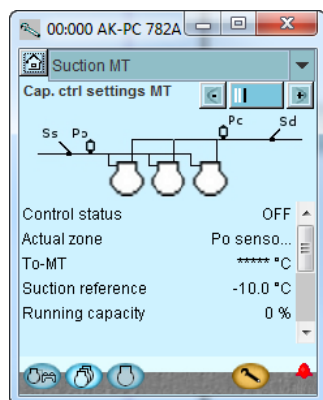 00:000 AK-PC 782A
Suction MT
Cap. ctrl settings MT
Pc Sd
Ss Po
Control status OFF
Actual zone Po senso...
To-MT ***** °C
Suction reference -10.0 °C
Running capacity 0 %